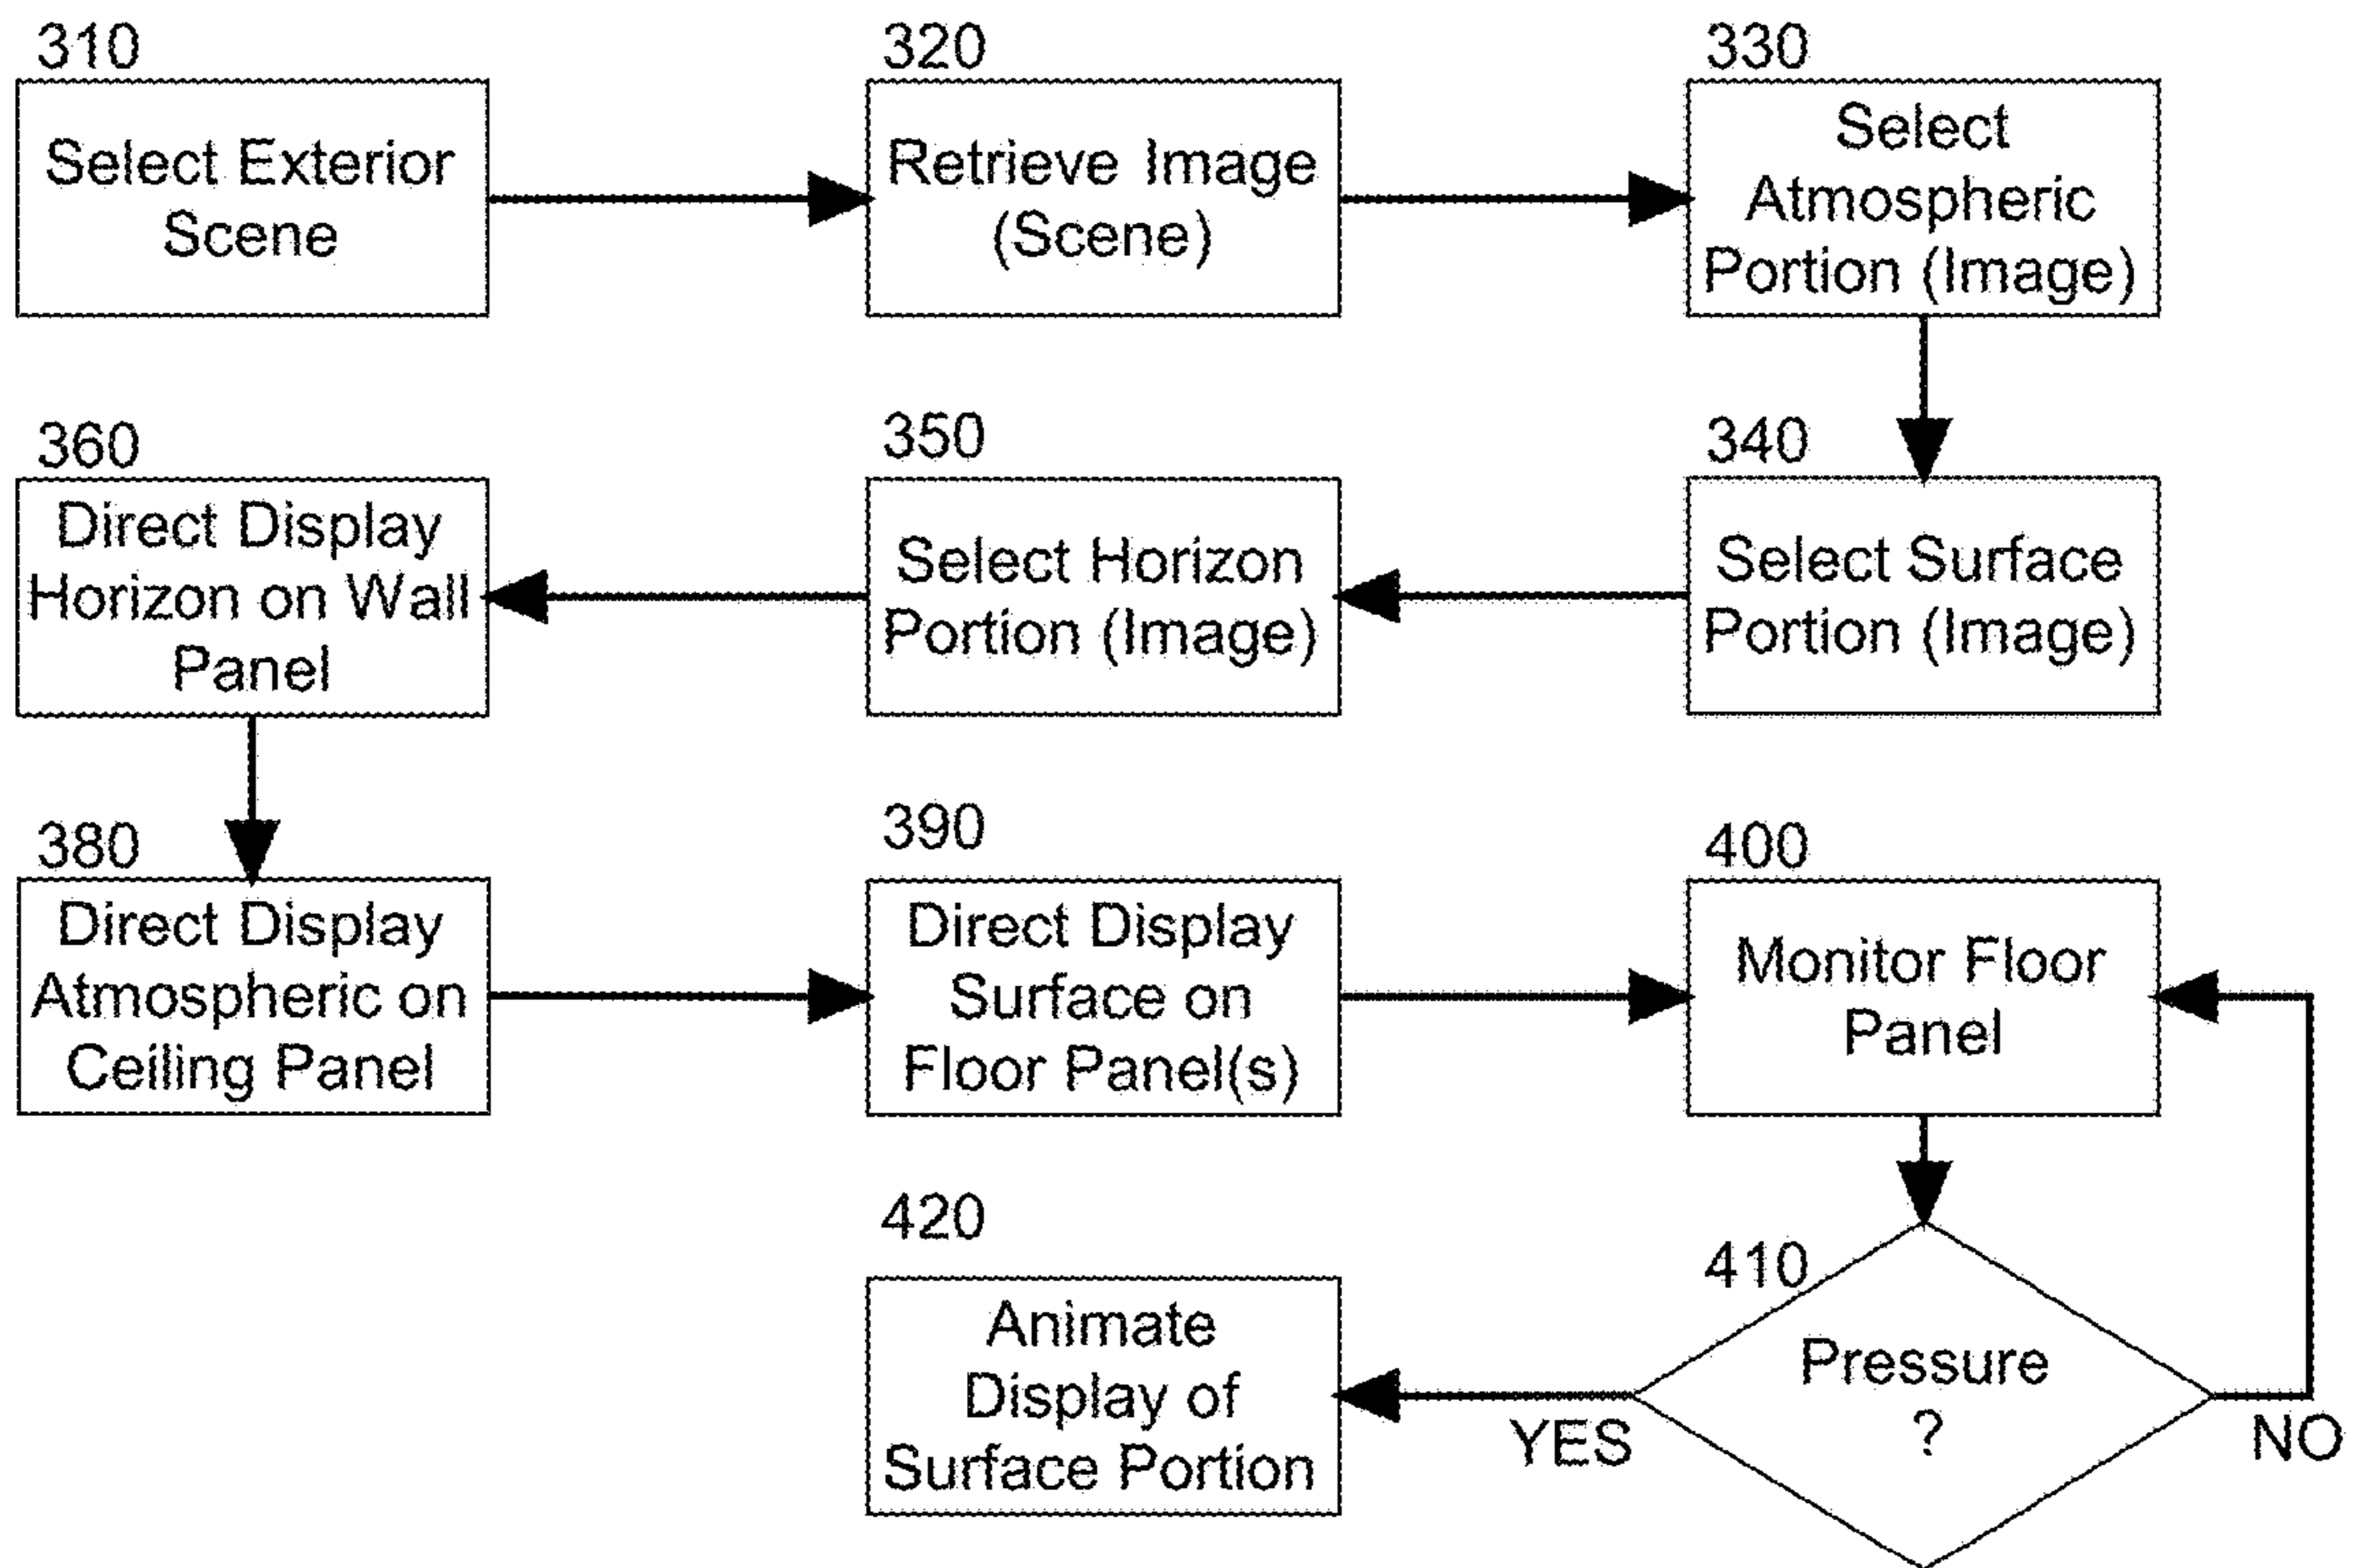 310
Select Exterior
Scene
320
Retrieve Image
(Scene)
330
Select
Atmospheric
Portion (Image)
360
Direct Display
Horizon on Wall
Panel
350
Select Horizon
Portion (Image)
340
Select Surface
Portion (Image)
380
Direct Display
Atmospheric on
Ceiling Panel
390
Direct Display
Surface on
Floor Panel(s)
400
Monitor Floor
Panel
420
Animate
Display of
Surface Portion
410
Pressure
?
YES
NO